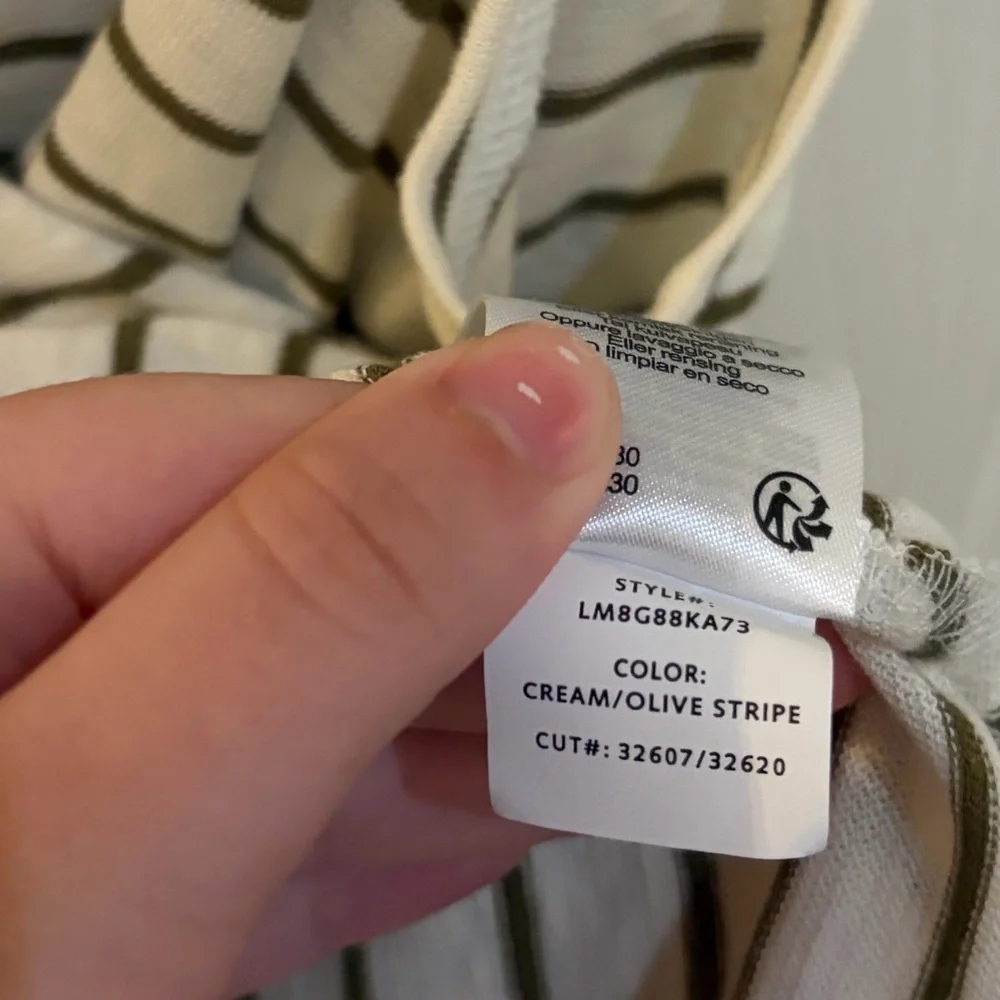 Oppure lavaggio a secco
Eller rensing
limpiar en seco
30
30
STYLE#:
LM8G88KA73
COLOR:
CREAM/OLIVE STRIPE
CUT#: 32607/32620